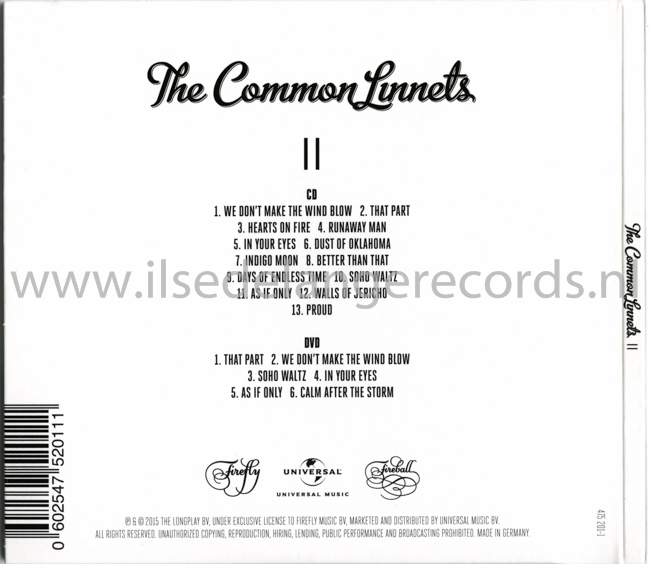 The Common Linnets
II
CD
1. WE DON'T MAKE THE WIND BLOW 2. THAT PART
3. HEARTS ON FIRE 4. RUNAWAY MAN
5. IN YOUR EYES 6. DUST OF OKLAHOMA
7. INDIGO MOON 8. BETTER THAN THAT
9. DAYS OF ENDLESS TIME 10. SOHO WALTZ
11. AS IF ONLY 12. WALLS OF JERICHO
13. PROUD
www.ilsedelangerecords.n
DVD
1. THAT PART 2. WE DON'T MAKE THE WIND BLOW
3. SOHO WALTZ 4. IN YOUR EYES
5. AS IF ONLY 6. CALM AFTER THE STORM
Firefly
UNIVERSAL
UNIVERSAL MUSIC
Fireball
℗ & © 2015 THE LONGPLAY BV, UNDER EXCLUSIVE LICENSE TO FIREFLY MUSIC BV, MARKETED AND DISTRIBUTED BY UNIVERSAL MUSIC BV.
ALL RIGHTS RESERVED. UNAUTHORIZED COPYING, REPRODUCTION, HIRING, LENDING, PUBLIC PERFORMANCE AND BROADCASTING PROHIBITED. MADE IN GERMANY.
0 602547 520111
The Common Linnets II
475 2011-1